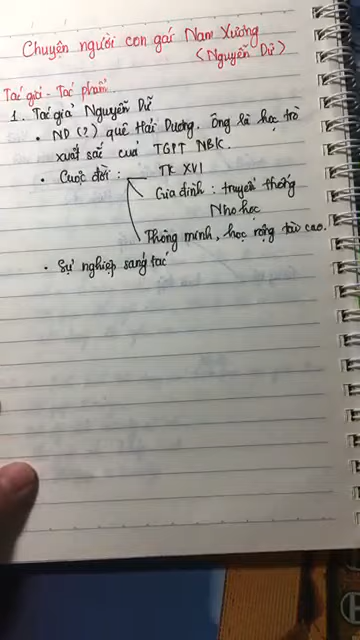 Chuyện người con gái Nam Xương
(Nguyễn Dữ)
Tác giả - Tác phẩm.
1. Tác giả Nguyễn Dữ
• ND (?) quê Hải Dương. Ông là học trò
xuất sắc của TGPT NBK.
• Cuộc đời: TK XVI
Gia đình: truyền thống
Nho học
Thông minh, học rộng tài cao.
• Sự nghiệp sáng tác